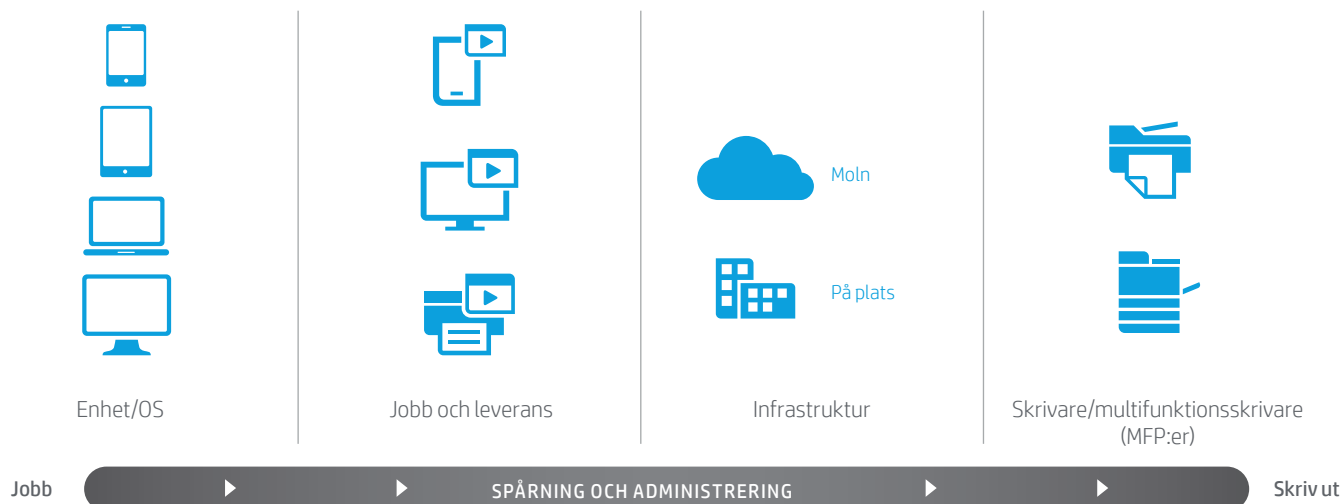 Moln
På plats
Enhet/OS
Jobb och leverans
Infrastruktur
Skrivare/multifunktionsskrivare
(MFP:er)
Jobb
SPÅRNING OCH ADMINISTRERING
Skriv ut